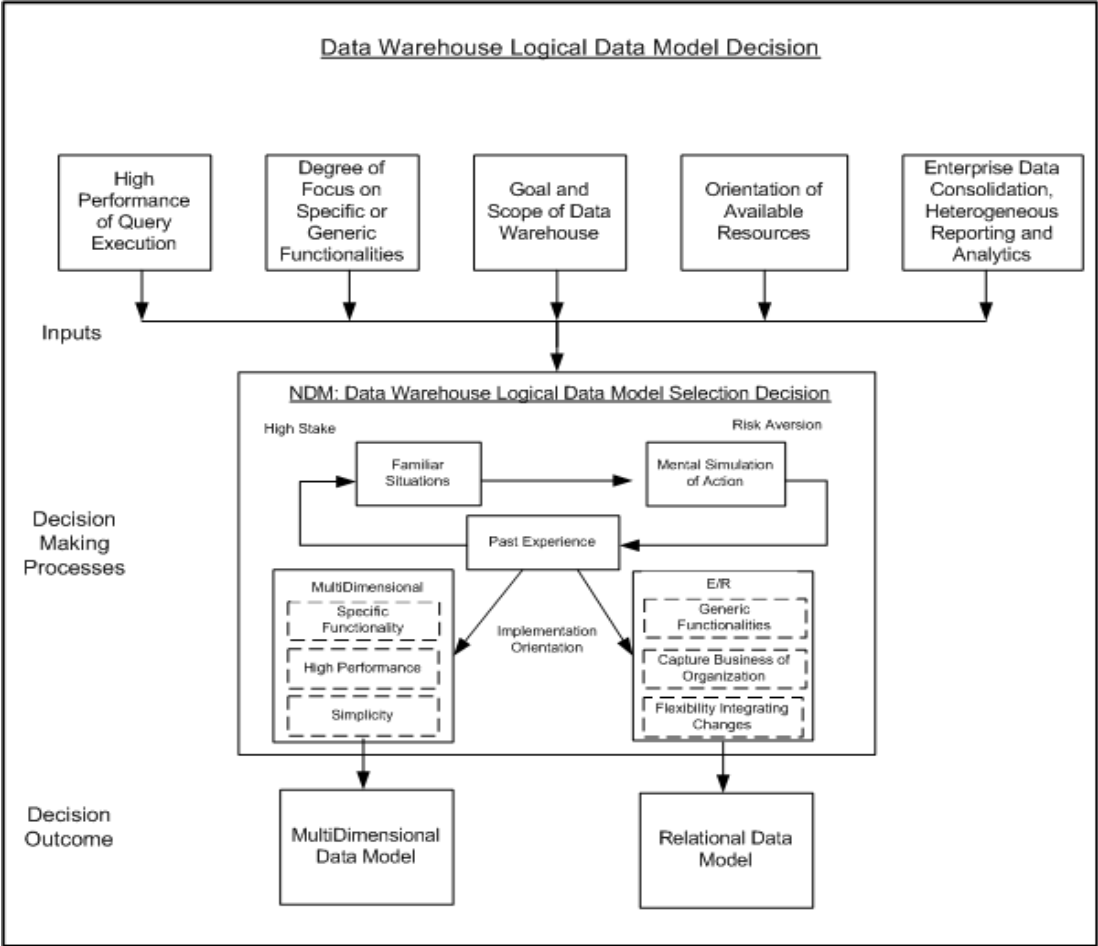 Data Warehouse Logical Data Model Decision
High
Performance
of Query
Execution
Degree of
Focus on
Specific or
Generic
Functionalities
Goal and
Scope of Data
Warehouse
Orientation of
Available
Resources
Enterprise Data
Consolidation,
Heterogeneous
Reporting and
Analytics
Inputs
NDM: Data Warehouse Logical Data Model Selection Decision
High Stake
Risk Aversion
Familiar
Situations
Mental Simulation
of Action
Decision
Making
Processes
Past Experience
MultiDimensional
Specific
Functionality
High Performance
Simplicity
Implementation
Orientation
E/R
Generic
Functionalities
Capture Business of
Organization
Flexibility Integrating
Changes
Decision
Outcome
MultiDimensional
Data Model
Relational Data
Model